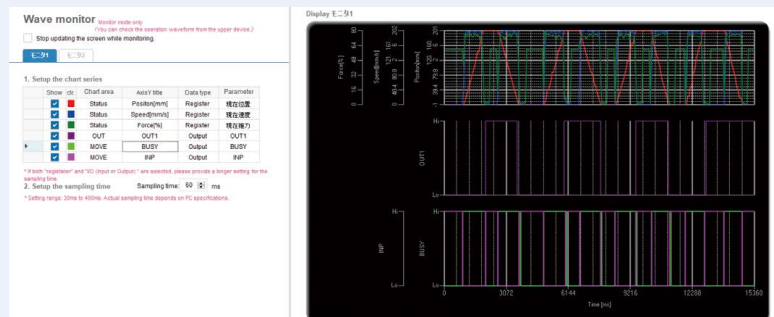 Wave monitor
Monitor mode only
(You can check the operation waveform from the upper device.)
Stop updating the screen while monitoring.
モニタ1 モニタ2
1. Setup the chart series
Show clr. Chart area AxisY title Data type Parameter
Status Positon[mm] Register 現在位置
Status Speed[mm/s] Register 現在速度
Status Force[%] Register 現在推力
OUT OUT1 Output OUT1
MOVE BUSY Output BUSY
MOVE INP Output INP
* If both "registater" and "I/O (Input or Output) " are selected, please provide a longer setting for the
sampling time.
2. Setup the sampling time Sampling time: 60 ms
* Setting range: 30ms to 400ms. Actual sampling time depends on PC specifications.
Display モニタ1
Force[%]
Speed[mm/s]
Positon[mm]
OUT1
Hi
Lo
INP
BUSY
Hi Hi
Lo Lo
0 3072 6144 9216 12288 15360
Time [ms]